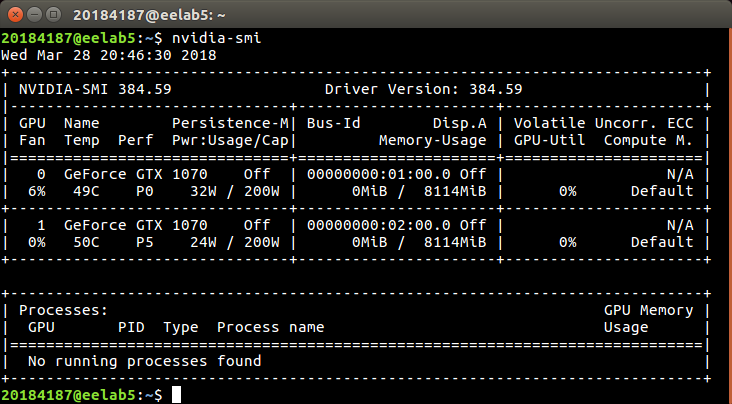 20184187@eelab5: ~
20184187@eelab5:~$ nvidia-smi
Wed Mar 28 20:46:30 2018
+-----------------------------------------------------------------------------+
| NVIDIA-SMI 384.59                 Driver Version: 384.59                    |
|-------------------------------+----------------------+----------------------+
| GPU  Name        Persistence-M| Bus-Id        Disp.A | Volatile Uncorr. ECC |
| Fan  Temp  Perf  Pwr:Usage/Cap|         Memory-Usage | GPU-Util  Compute M. |
|===============================+======================+======================|
|   0  GeForce GTX 1070    Off  | 00000000:01:00.0 Off |                  N/A |
|  6%   49C    P0    32W / 200W |      0MiB /  8114MiB |      0%      Default |
+-------------------------------+----------------------+----------------------+
|   1  GeForce GTX 1070    Off  | 00000000:02:00.0 Off |                  N/A |
|  0%   50C    P5    24W / 200W |      0MiB /  8114MiB |      0%      Default |
+-------------------------------+----------------------+----------------------+

+-----------------------------------------------------------------------------+
| Processes:                                                       GPU Memory |
|  GPU       PID  Type  Process name                               Usage      |
|=============================================================================|
|  No running processes found                                                 |
+-----------------------------------------------------------------------------+
20184187@eelab5:~$